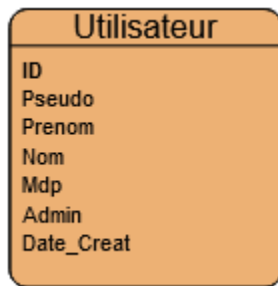 Utilisateur
ID
Pseudo
Prenom
Nom
Mdp
Admin
Date_Creat